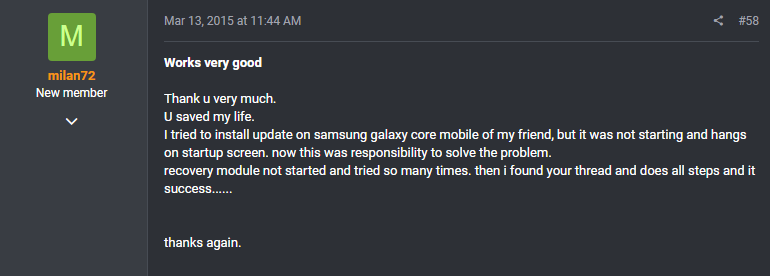 M
milan72
New member
Mar 13, 2015 at 11:44 AM
#58
Works very good
Thank u very much.
U saved my life.
I tried to install update on samsung galaxy core mobile of my friend, but it was not starting and hangs
on startup screen. now this was responsibility to solve the problem.
recovery module not started and tried so many times. then i found your thread and does all steps and it
success......
thanks again.